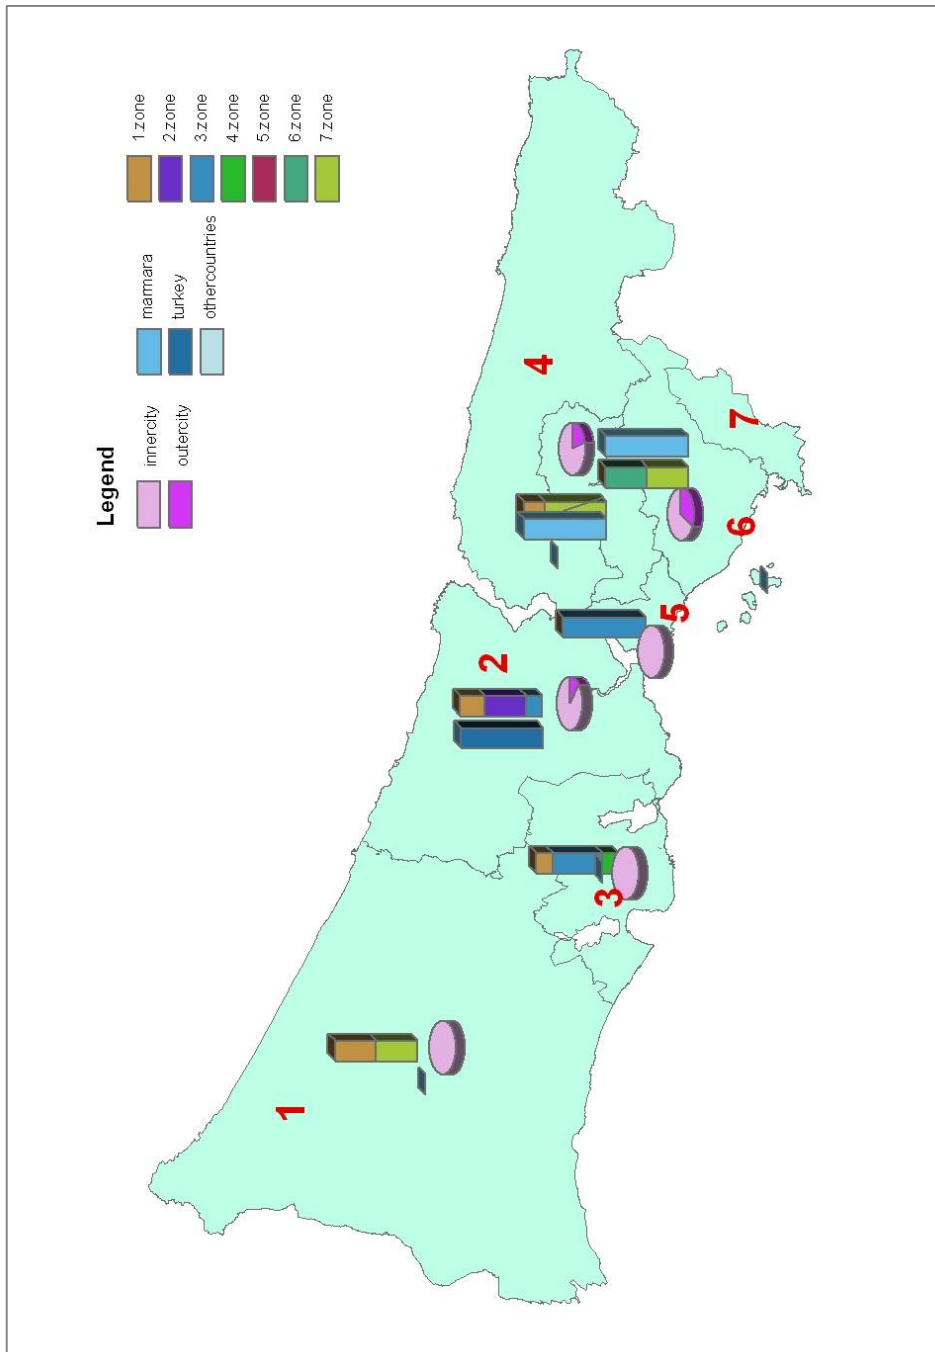 Legend
innercity
outercity
marmara
turkey
othercountries
1.zone
2.zone
3.zone
4.zone
5.zone
6.zone
7.zone
1
2
3
4
5
6
7